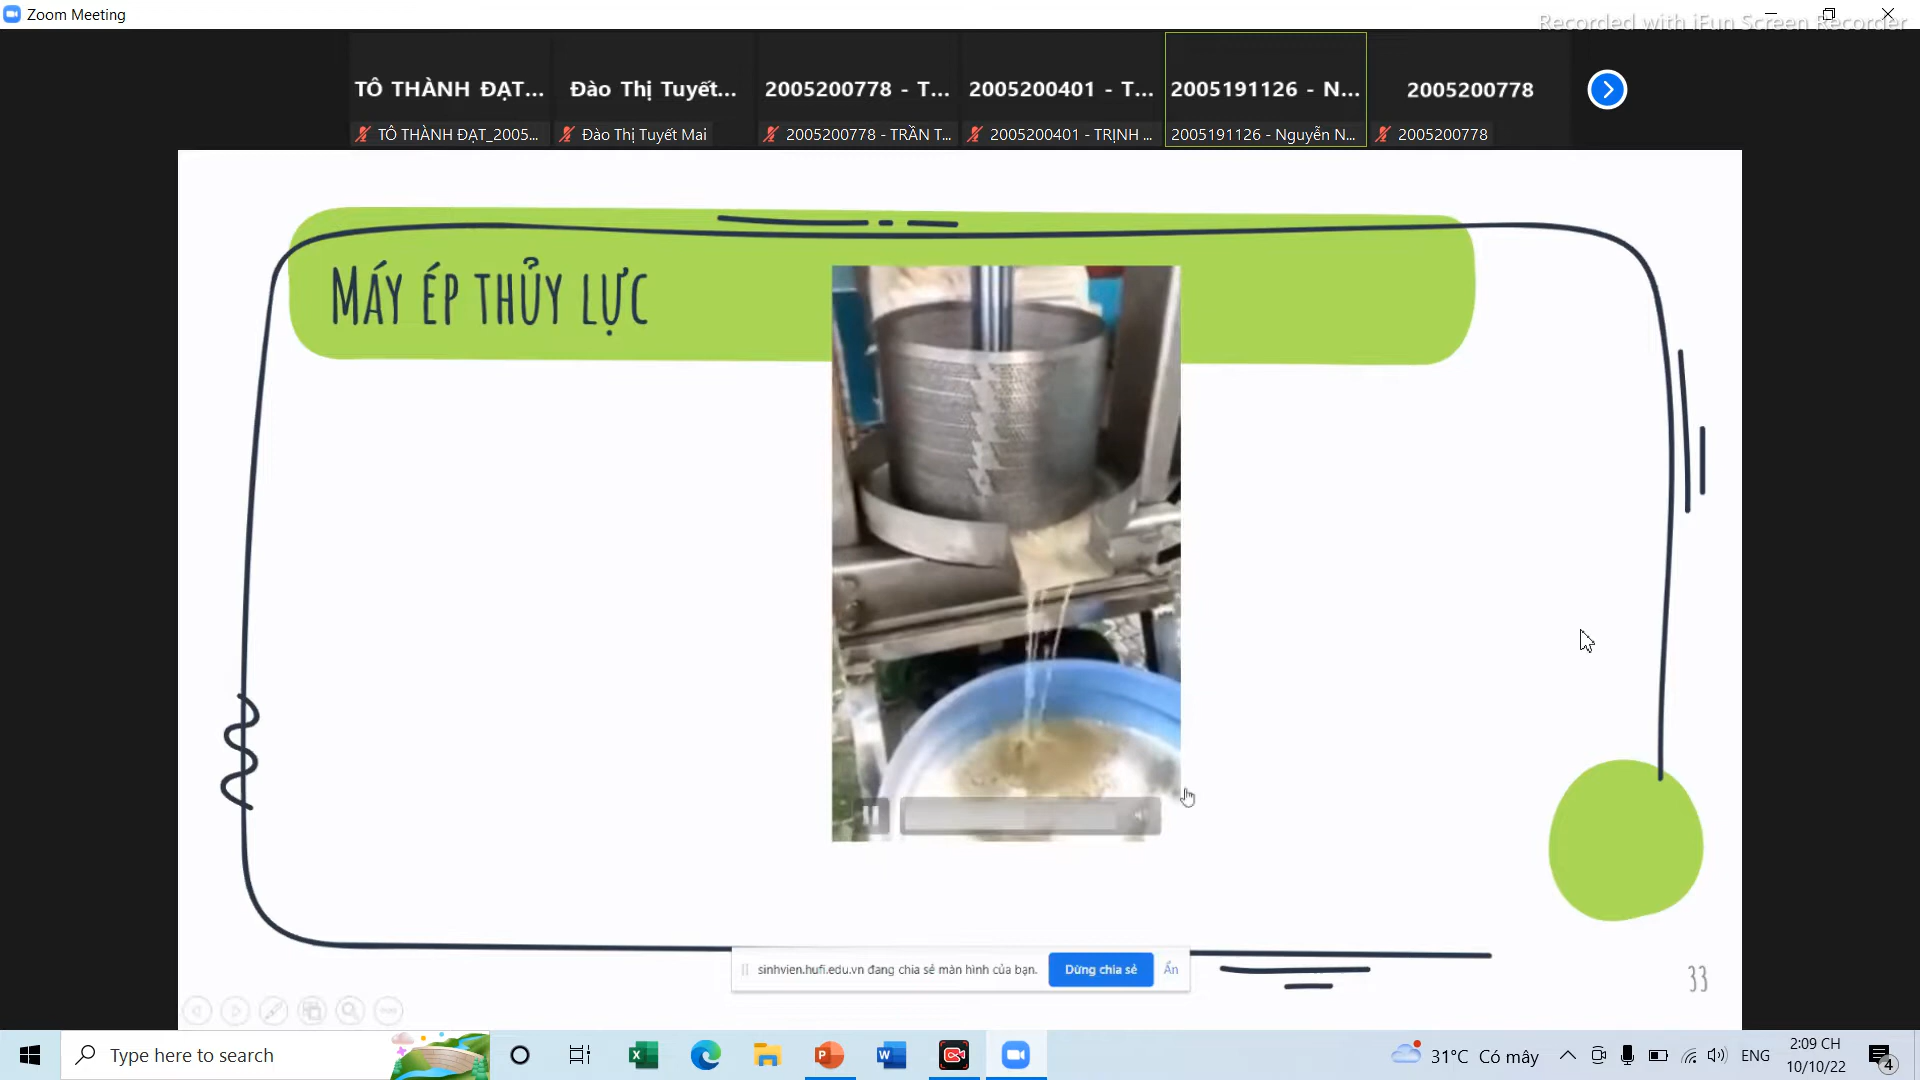 Zoom Meeting
Recorded with iFun Screen Recorder
TÔ THÀNH ĐẠT...
Đào Thị Tuyết...
2005200778 - T...
2005200401 - T...
2005191126 - N...
2005200778
TÔ THÀNH ĐẠT_2005...
Đào Thị Tuyết Mai
2005200778 - TRẦN T...
2005200401 - TRỊNH ...
2005191126 - Nguyễn N...
2005200778
MÁY ÉP THỦY LỰC
sinhvien.hufi.edu.vn đang chia sẻ màn hình của bạn.
Dừng chia sẻ
Ẩn
33
Type here to search
31°C Có mây
ENG
2:09 CH
10/10/22
4